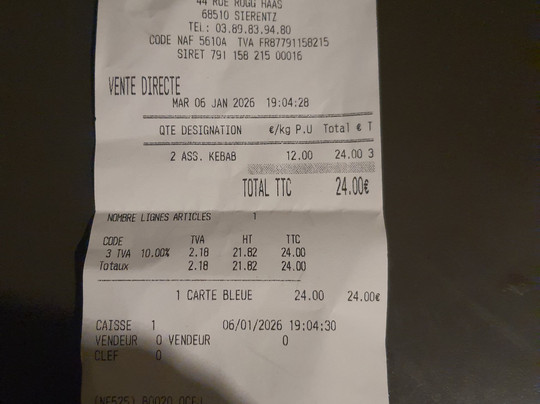 44 RUE ROGG HAAS
68510 SIERENTZ
TEL: 03.89.83.94.80
CODE NAF 5610A TVA FR87791158215
SIRET 791 158 215 00016
VENTE DIRECTE
MAR 06 JAN 2026 19:04:28
QTE DESIGNATION €/kg P.U Total € T
2 ASS. KEBAB 12.00 24.00 3
TOTAL TTC 24.00€
NOMBRE LIGNES ARTICLES 1
CODE TVA HT TTC
3 TVA 10.00% 2.18 21.82 24.00
Totaux 2.18 21.82 24.00
1 CARTE BLEUE 24.00 24.00€
CAISSE 1 06/01/2026 19:04:30
VENDEUR 0 VENDEUR 0
CLEF 0